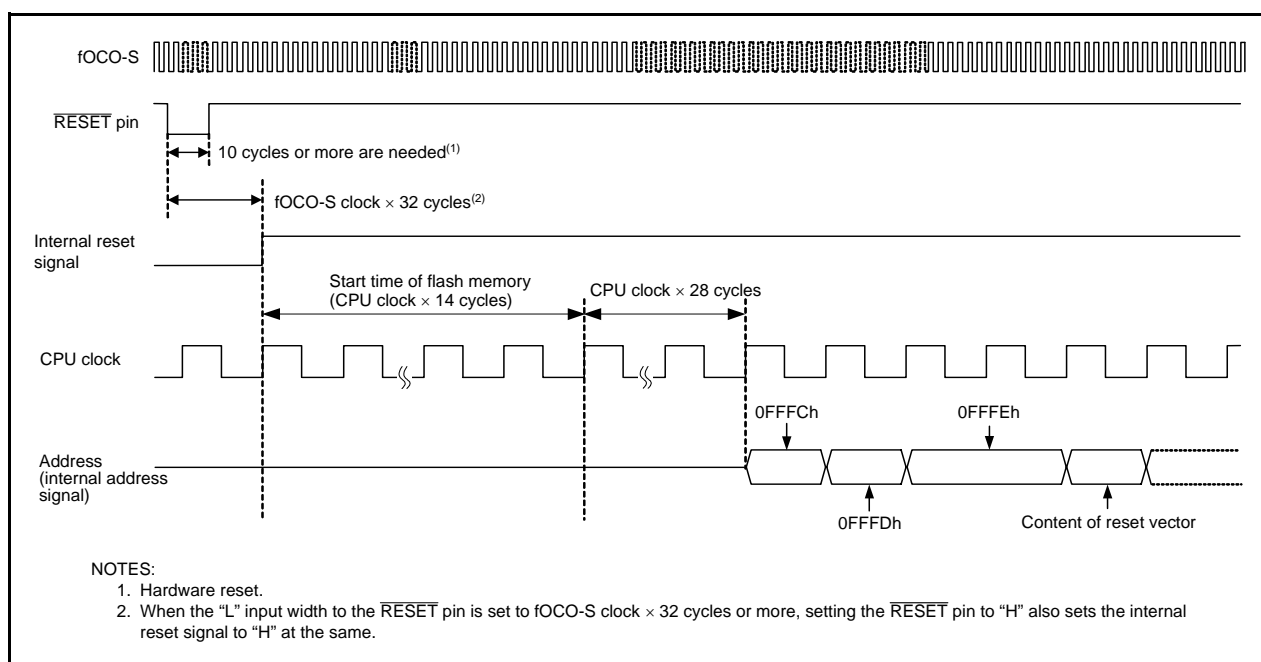 fOCO-S
RESET pin
10 cycles or more are needed(1)
fOCO-S clock × 32 cycles(2)
Internal reset
signal
Start time of flash memory
(CPU clock × 14 cycles)
CPU clock × 28 cycles
CPU clock
0FFFCh
0FFFEh
Address
(internal address
signal)
0FFFDh
Content of reset vector
NOTES:
1. Hardware reset.
2. When the “L” input width to the RESET pin is set to fOCO-S clock × 32 cycles or more, setting the RESET pin to “H” also sets the internal
reset signal to “H” at the same.